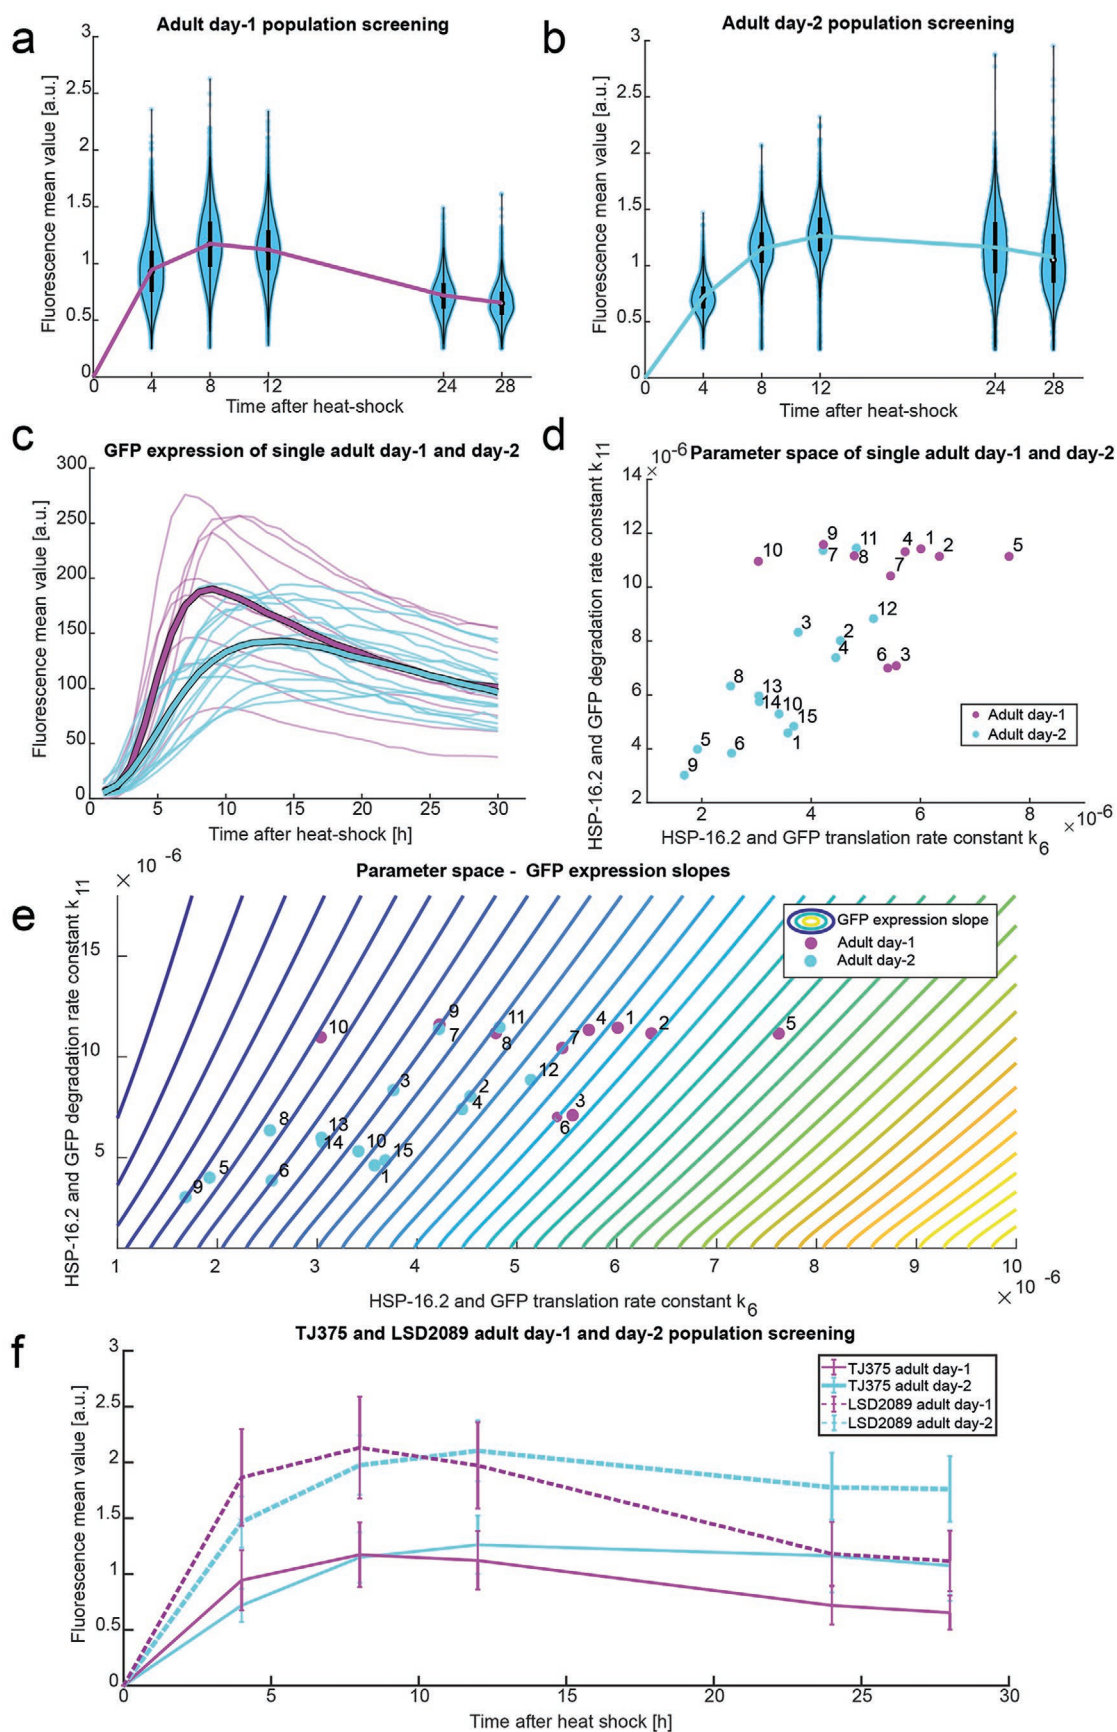 a
Adult day-1 population screening
Fluorescence mean value [a.u.]
3
2.5
2
1.5
1
0.5
0
0 4 8 12 24 28
Time after heat-shock
b
Adult day-2 population screening
Fluorescence mean value [a.u.]
3
2.5
2
1.5
1
0.5
0
0 4 8 12 24 28
Time after heat-shock
c
GFP expression of single adult day-1 and day-2
Fluorescence mean value [a.u.]
300
250
200
150
100
50
0
0 5 10 15 20 25 30
Time after heat-shock [h]
d
Parameter space of single adult day-1 and day-2
HSP-16.2 and GFP degradation rate constant k11
14 ×10-6
12
10
8
6
4
2
9
7
10
11
8
4
1
2
5
7
3
2
4
12
6
3
8
13
14
10
15
1
5
6
9
Adult day-1
Adult day-2
2 4 6 8 ×10-6
HSP-16.2 and GFP translation rate constant k6
Parameter space - GFP expression slopes
e
× 10 -6
HSP-16.2 and GFP degradation rate constant k11
15
10
5
GFP expression slope
Adult day-1
Adult day-2
10
9
7
11
8
4
1
2
5
7
3
2
4
12
3
6
8
13
14
10
15
1
5
6
9
1 2 3 4 5 6 7 8 9 10
× 10 -6
HSP-16.2 and GFP translation rate constant k6
f
TJ375 and LSD2089 adult day-1 and day-2 population screening
Fluorescence mean value [a.u.]
3
2.5
2
1.5
1
0.5
0
TJ375 adult day-1
TJ375 adult day-2
LSD2089 adult day-1
LSD2089 adult day-2
0 5 10 15 20 25 30
Time after heat shock [h]